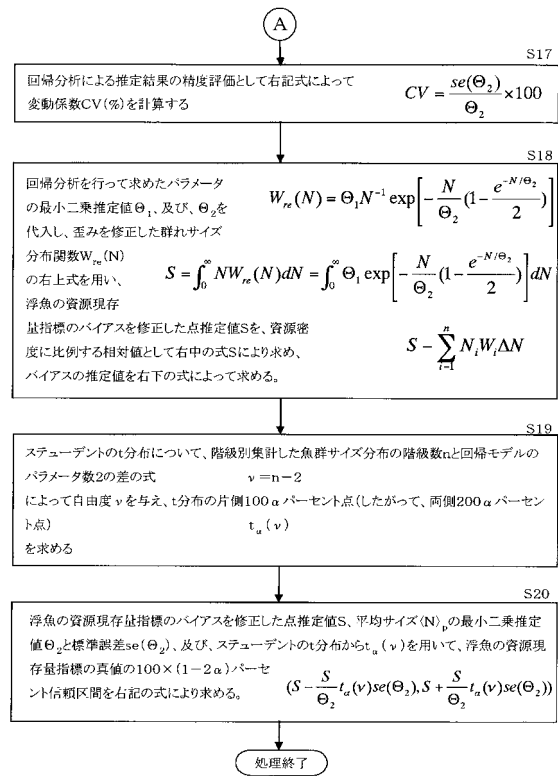 A
S17
回帰分析による推定結果の精度評価として右記式によって
変動係数CV(%)を計算する
CV = se(Θ₂)/Θ₂ ×100
S18
回帰分析を行って求めたパラメータ
の最小二乗推定値Θ₁、及び、Θ₂を
代入し、歪みを修正した群れサイズ
分布関数Wre(N)
の右上式を用い、
浮魚の資源現存
量指標のバイアスを修正した点推定値S を、資源密
度に比例する相対値として右中の式Sにより求め、
バイアスの推定値を右下の式によって求める。
W_re(N) = Θ₁N⁻¹ exp[-N/Θ₂(1-e^{-N/Θ₂}/2)]
S = ∫₀^∞ NW_re(N)dN = ∫₀^∞ Θ₁ exp[-N/Θ₂(1-e^{-N/Θ₂}/2)]dN
S - ∑_{i=1}^{n} N_iW_iΔN
S19
ステューデントのt分布について、階級別集計した魚群サイズ分布の階級数nと回帰モデルの
パラメータ数2の差の式 ν=n-2
によって自由度νを与え、t分布の片側100αパーセント点(したがって、両側200αパーセ
ント点) t_α(ν)
を求める
S20
浮魚の資源現存量指標のバイアスを修正した点推定値S、平均サイズ⟨N⟩_pの最小二乗推定
値Θ₂と標準誤差se(Θ₂)、及び、ステューデントのt分布からt_α(ν)を用いて、浮魚の資源現
存量指標の真値の100×(1-2α)パーセ
ント信頼区間を右記の式により求める。
(S - S/Θ₂ t_α(ν)se(Θ₂), S + S/Θ₂ t_α(ν)se(Θ₂))
処理終了